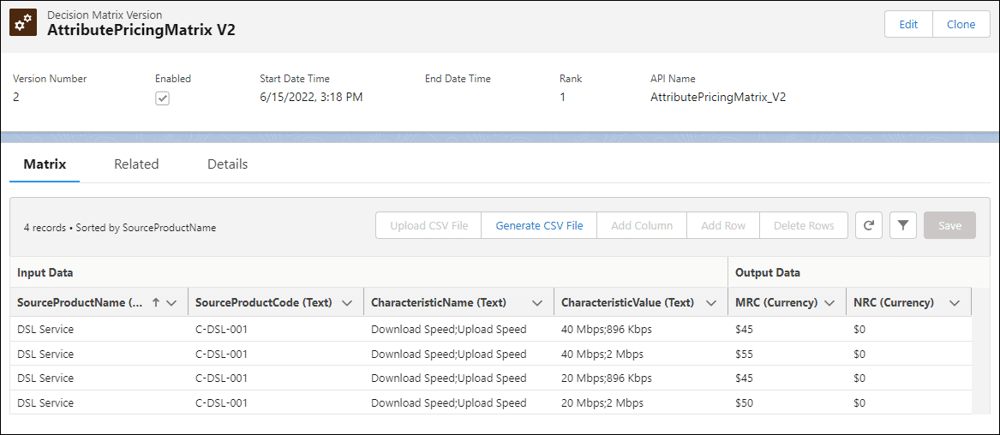 Decision Matrix Version
AttributePricingMatrix V2
Edit Clone
Version Number Enabled Start Date Time End Date Time Rank API Name
2 6/15/2022, 3:18 PM 1 AttributePricingMatrix_V2
Matrix Related Details
4 records • Sorted by SourceProductName Upload CSV File Generate CSV File Add Column Add Row Delete Rows Save
Input Data Output Data
SourceProductName (... SourceProductCode (Text) CharacteristicName (Text) CharacteristicValue (Text) MRC (Currency) NRC (Currency)
DSL Service C-DSL-001 Download Speed;Upload Speed 40 Mbps;896 Kbps $45 $0
DSL Service C-DSL-001 Download Speed;Upload Speed 40 Mbps;2 Mbps $55 $0
DSL Service C-DSL-001 Download Speed;Upload Speed 20 Mbps;896 Kbps $45 $0
DSL Service C-DSL-001 Download Speed;Upload Speed 20 Mbps;2 Mbps $50 $0